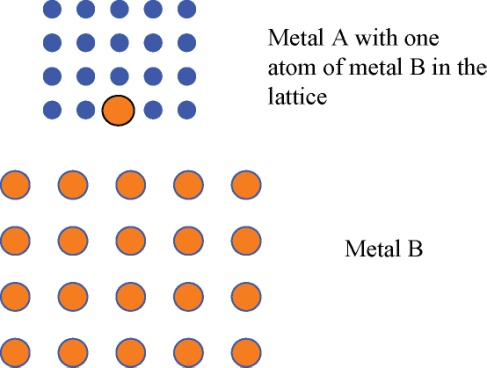 Metal A with one
atom of metal B in the
lattice
Metal B